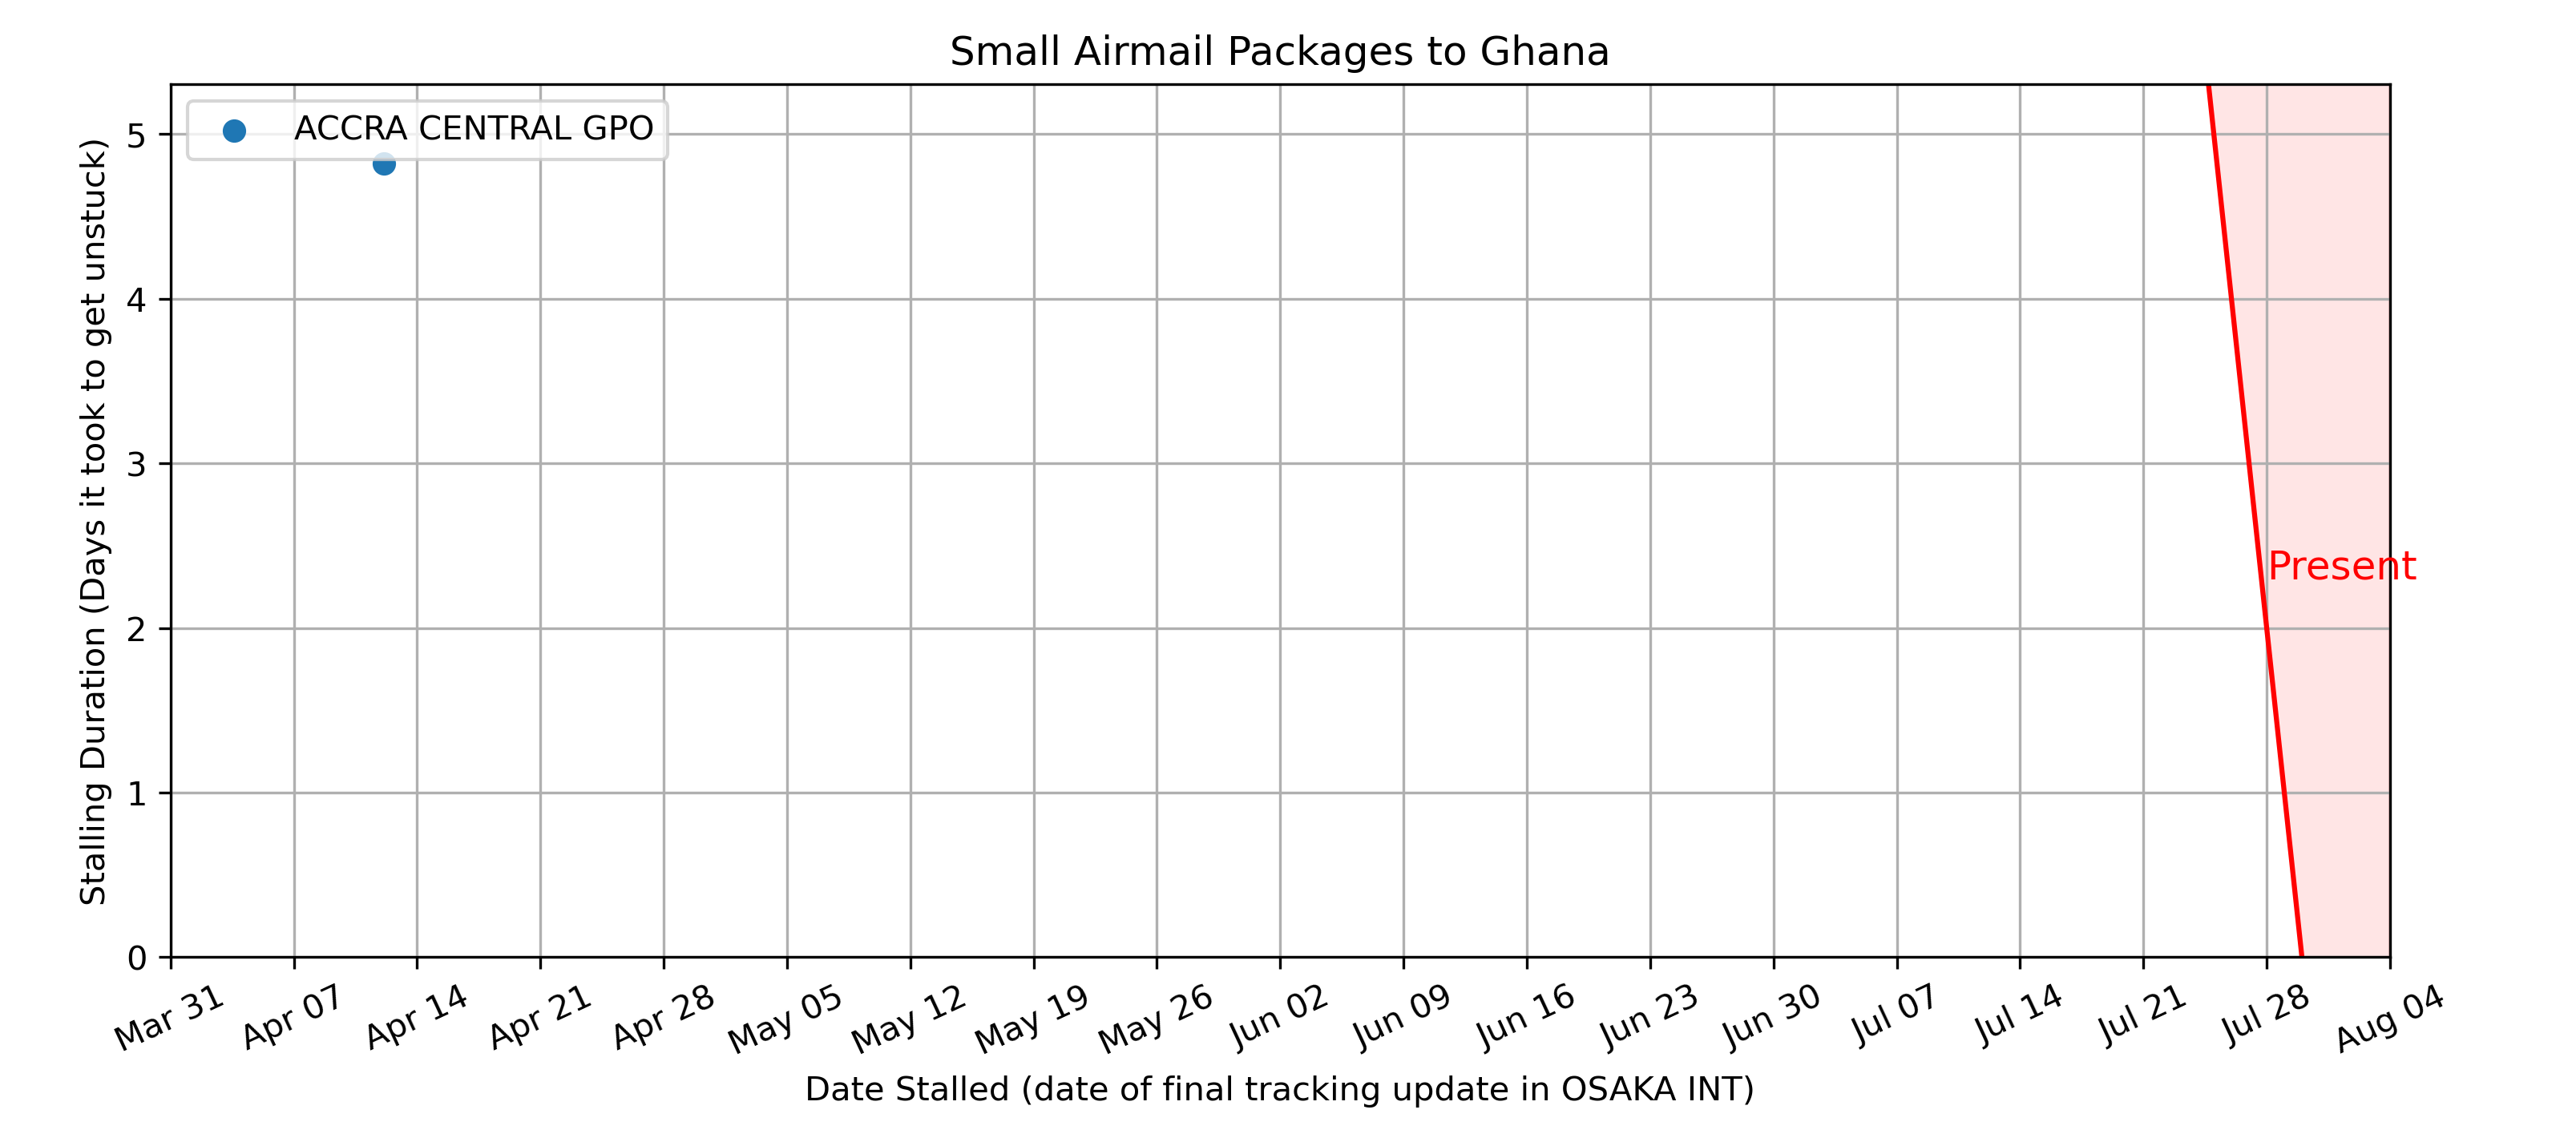 Small Airmail Packages to Ghana
ACCRA CENTRAL GPO
Stalling Duration (Days it took to get unstuck)
5
4
3
2
1
0
Present
Mar 31
Apr 07
Apr 14
Apr 21
Apr 28
May 05
May 12
May 19
May 26
Jun 02
Jun 09
Jun 16
Jun 23
Jun 30
Jul 07
Jul 14
Jul 21
Jul 28
Aug 04
Date Stalled (date of final tracking update in OSAKA INT)